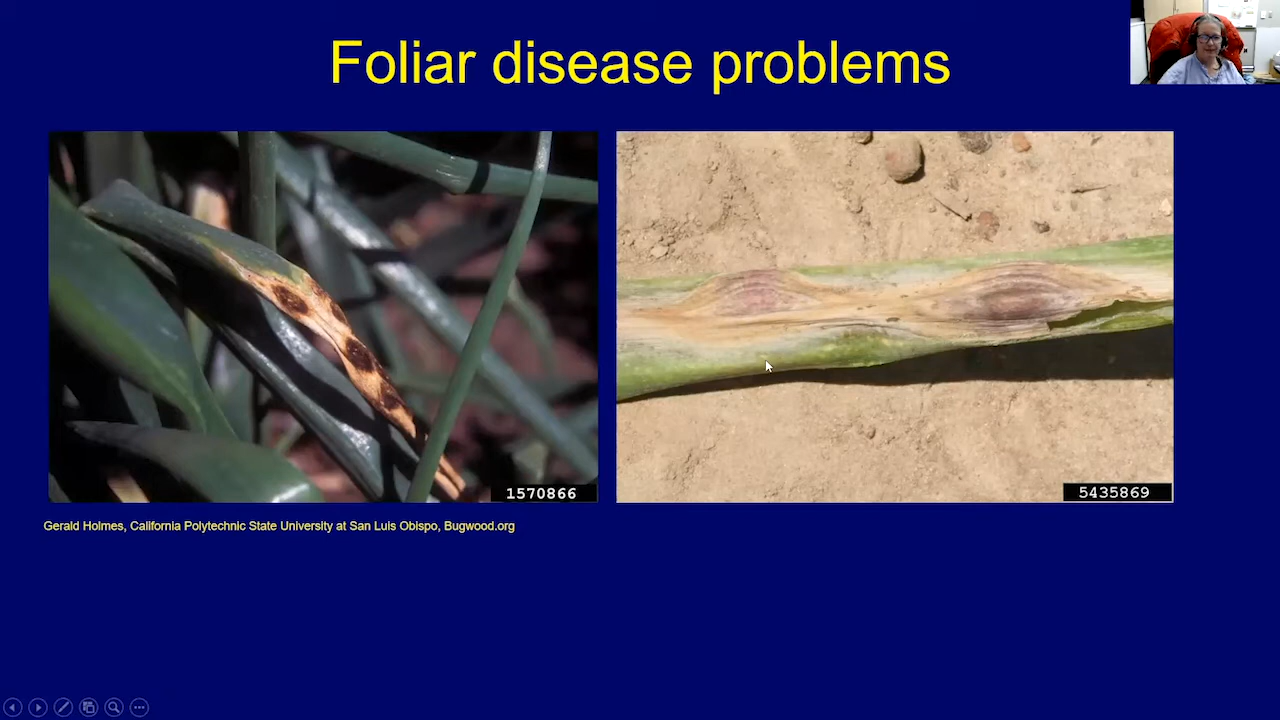 Foliar disease problems
1570866
5435869
Gerald Holmes, California Polytechnic State University at San Luis Obispo, Bugwood.org